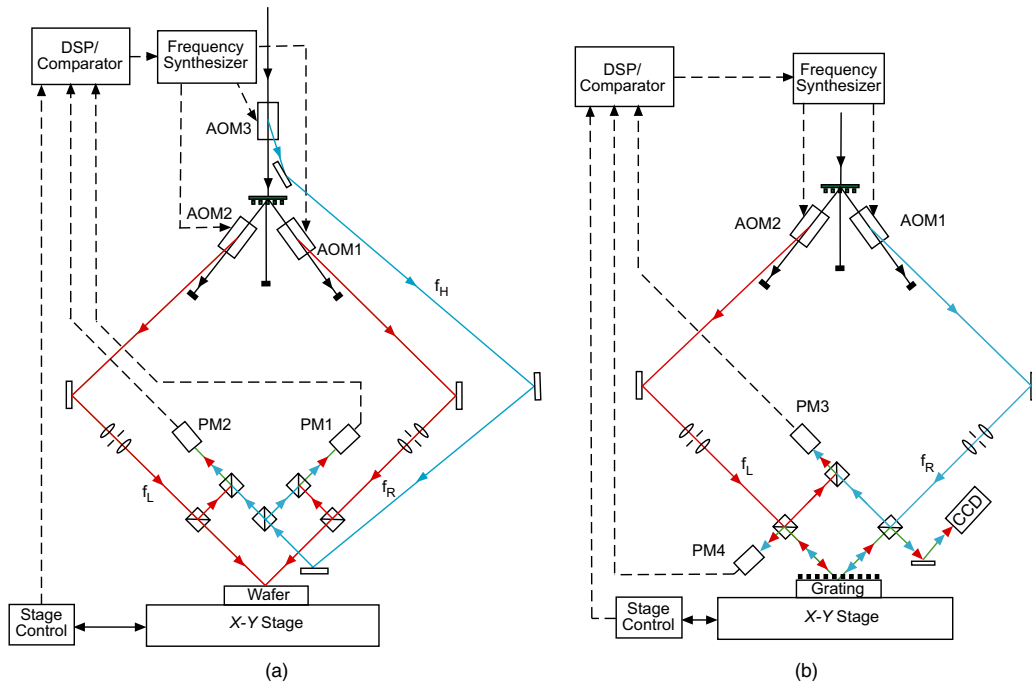 DSP/
Comparator
Frequency
Synthesizer
AOM3
AOM2
AOM1
fH
PM2
PM1
fL
fR
Wafer
X-Y Stage
Stage
Control
(a)
DSP/
Comparator
Frequency
Synthesizer
AOM2
AOM1
PM3
fL
fR
CCD
PM4
Grating
X-Y Stage
Stage
Control
(b)